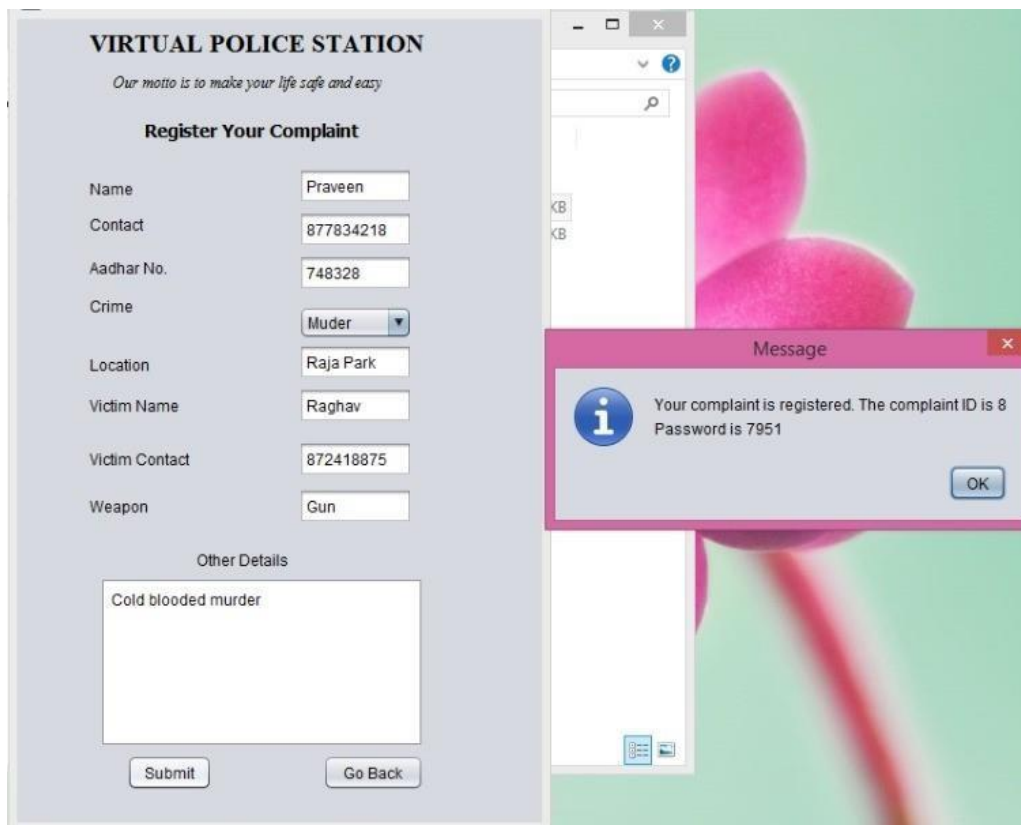 VIRTUAL POLICE STATION
Our motto is to make your life safe and easy
Register Your Complaint
Name Praveen
Contact 877834218
Aadhar No. 748328
Crime Muder
Location Raja Park
Victim Name Raghav
Victim Contact 872418875
Weapon Gun
Other Details
Cold blooded murder
Submit Go Back
KB
KB
Message
Your complaint is registered. The complaint ID is 8
Password is 7951
OK